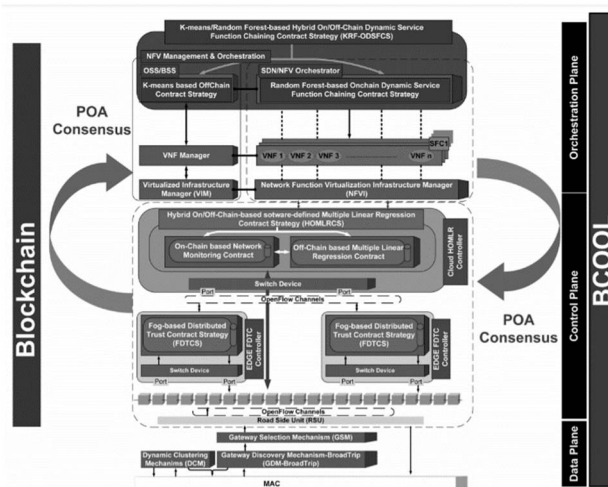 K-means/Random Forest-based Hybrid On/Off-Chain Dynamic Service
Function Chaining Contract Strategy (KRF-ODSFCS)
NFV Management & Orchestration
OSS/BSS
SDN/NFV Orchestrator
K-means based OffChain
Contract Strategy
Random Forest-based Onchain Dynamic Service
Function Chaining Contract Strategy
POA
Consensus
SFC1
VNF Manager
VNF 1
VNF 2
VNF 3
VNF n
Virtualized Infrastructure
Manager (VIM)
Network Function Virtualization Infrastructure Manager
(NFVI)
Hybrid On/Off-Chain-based sotware-defined Multiple Linear Regression
Contract Strategy (HOMLRCS)
On-Chain based Network
Monitoring Contract
Off-Chain based Multiple Linear
Regression Contract
Cloud HOMLR
Controller
Switch Device
Port
Port
OpenFlow Channels
POA
Consensus
Fog-based Distributed
Trust Contract Strategy
(FDTCS)
EDGE FDTC
Controller
Fog-based Distributed
Trust Contract Strategy
(FDTCS)
EDGE FDTC
Controller
Switch Device
Switch Device
Port
Port
Port
Port
OpenFlow Channels
Road Side Unit (RSU)
Gateway Selection Mechanism (GSM)
Dynamic Clustering
Mechanims (DCM)
Gateway Discovery Mechanism-BroadTrip
(GDM-BroadTrip)
MAC
Blockchain
Orchestration Plane
Control Plane
Data Plane
BCOOL